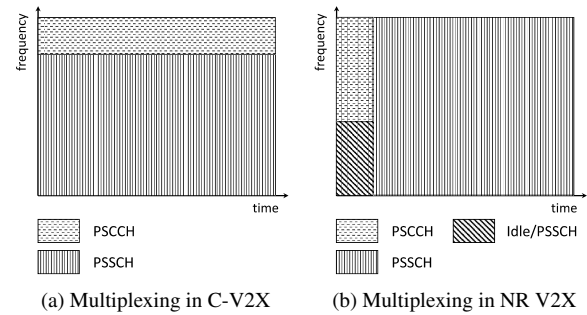 frequency
time
PSCCH
PSSCH
(a) Multiplexing in C-V2X
frequency
time
PSCCH
Idle/PSSCH
PSSCH
(b) Multiplexing in NR V2X